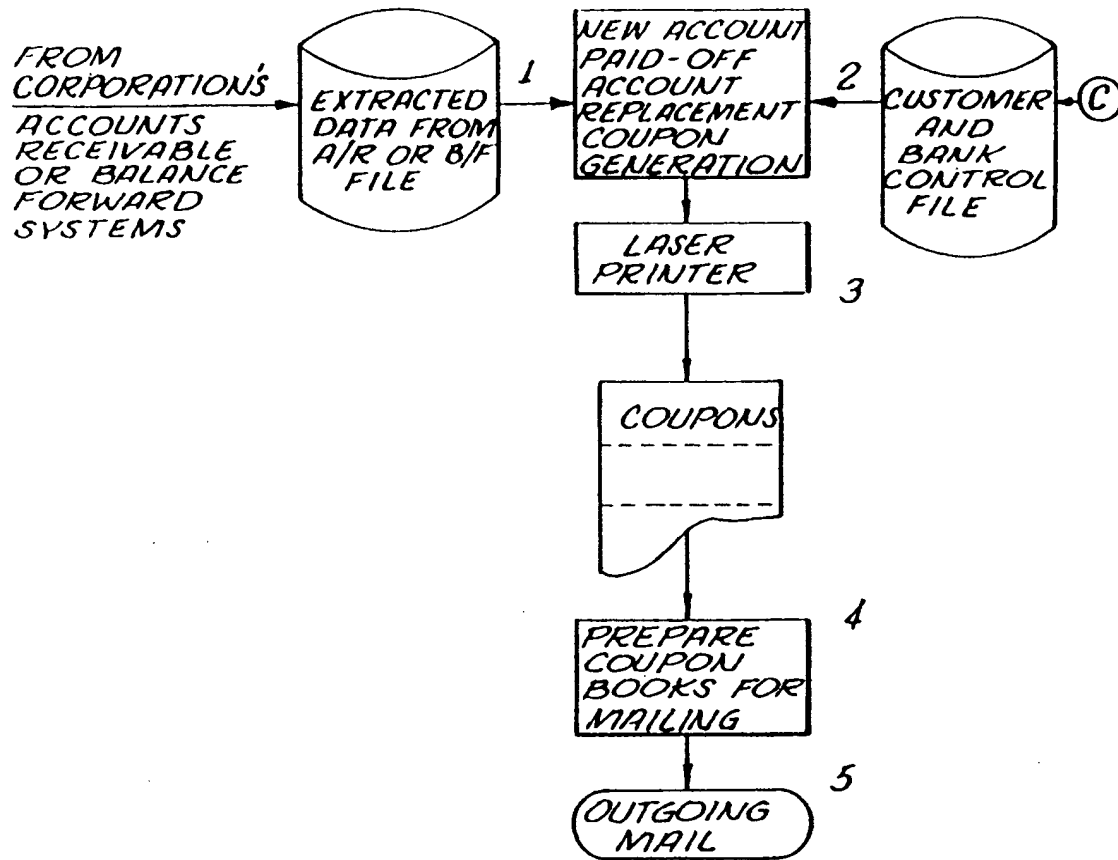 FROM
CORPORATION'S
ACCOUNTS
RECEIVABLE
OR BALANCE
FORWARD
SYSTEMS
EXTRACTED
DATA FROM
A/R OR B/F
FILE
1
NEW ACCOUNT
PAID-OFF
ACCOUNT
REPLACEMENT
COUPON
GENERATION
2
CUSTOMER
AND
BANK
CONTROL
FILE
C
LASER
PRINTER
3
COUPONS
4
PREPARE
COUPON
BOOKS FOR
MAILING
5
OUTGOING
MAIL